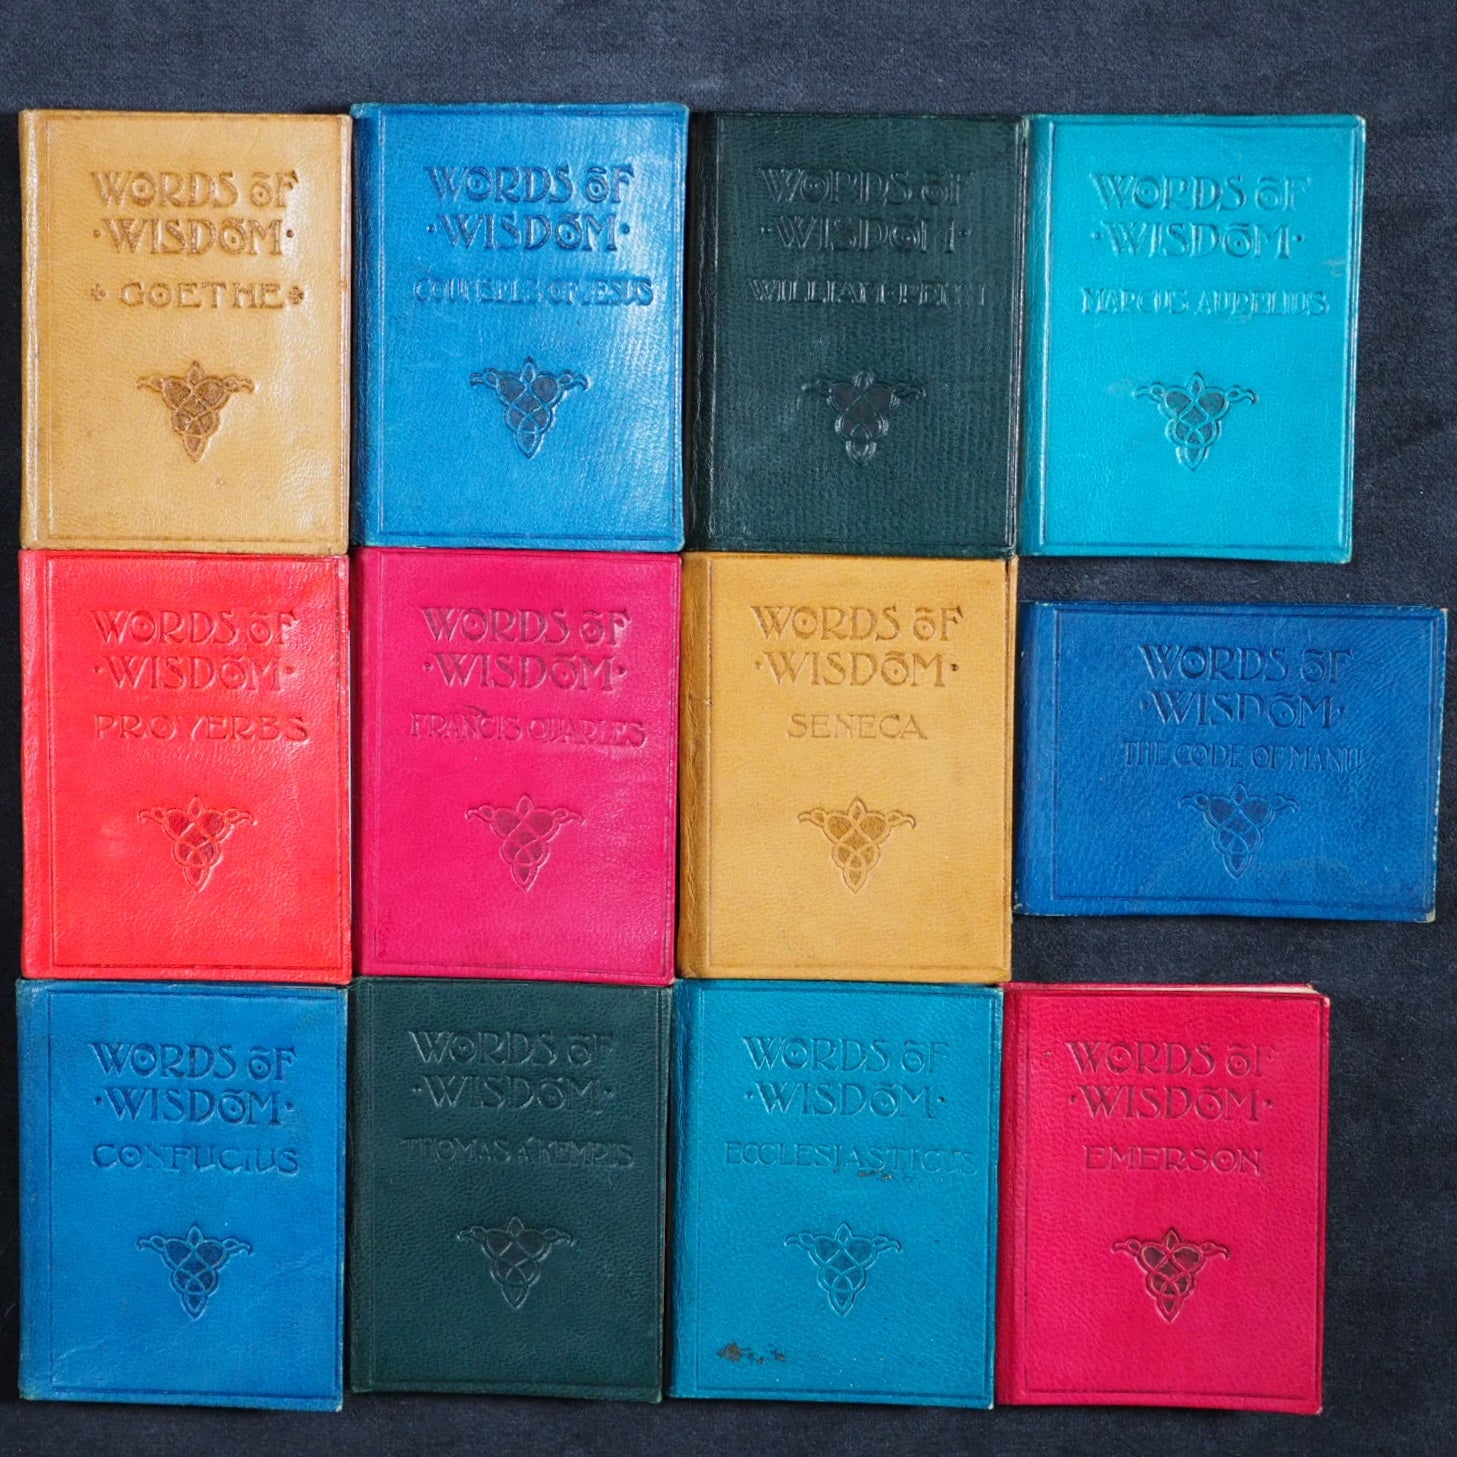 WORDS OF
·WISDOM·
GOETHE
WORDS OF
·WISDOM·
COUNSELS OF JESUS
WORDS OF
·WISDOM·
WILLIAM·PENN
WORDS OF
·WISDOM·
MARCUS AURELIUS
WORDS OF
·WISDOM·
PROVERBS
WORDS OF
·WISDOM·
FRANCIS QUARLES
WORDS OF
·WISDOM·
SENECA
WORDS OF
·WISDOM·
THE CODE OF MANU
WORDS OF
·WISDOM·
CONFUCIUS
WORDS OF
·WISDOM·
THOMAS A'KEMPIS
WORDS OF
·WISDOM·
ECCLESIASTICUS
WORDS OF
·WISDOM·
EMERSON